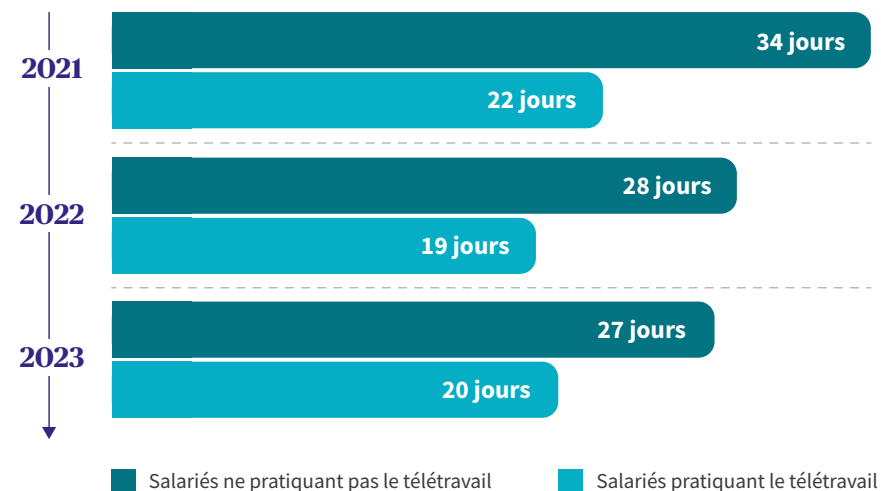 34 jours
2021
22 jours
28 jours
2022
19 jours
27 jours
2023
20 jours
Salariés ne pratiquant pas le télétravail
Salariés pratiquant le télétravail